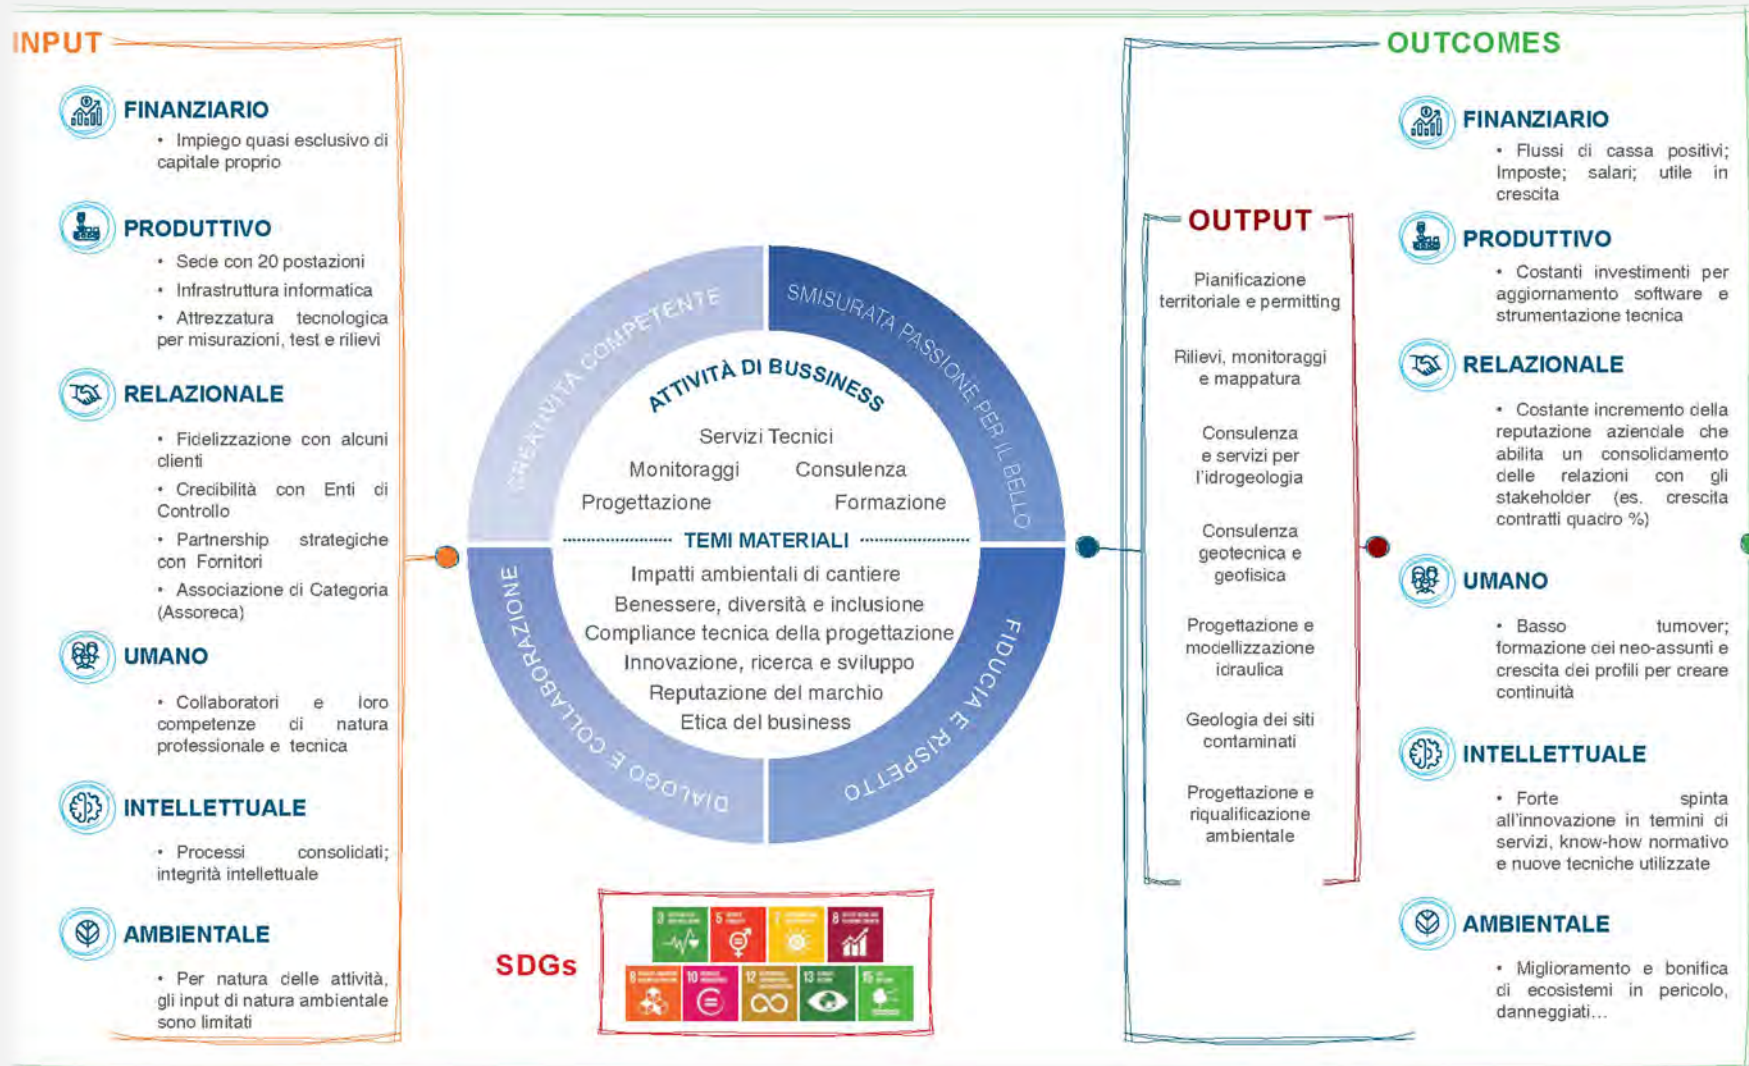 INPUT
FINANZIARIO
• Impiego quasi esclusivo di
capitale proprio
PRODUTTIVO
• Sede con 20 postazioni
• Infrastruttura informatica
• Attrezzatura tecnologica
per misurazioni, test e rilievi
RELAZIONALE
• Fidelizzazione con alcuni
clienti
• Credibilità con Enti di
Controllo
• Partnership strategiche
con Fornitori
• Associazione di Categoria
(Assoreca)
UMANO
• Collaboratori e loro
competenze di natura
professionale e tecnica
INTELLETTUALE
• Processi consolidati;
integrità intellettuale
AMBIENTALE
• Per natura delle attività,
gli input di natura ambientale
sono limitati
CREATIVITÀ COMPETENTE
SMISURATA PASSIONE PER IL BELLO
DIALOGO E COLLABORAZIONE
FIDUCIA E RISPETTO
ATTIVITÀ DI BUSSINESS
Servizi Tecnici
Monitoraggi Consulenza
Progettazione Formazione
TEMI MATERIALI
Impatti ambientali di cantiere
Benessere, diversità e inclusione
Compliance tecnica della progettazione
Innovazione, ricerca e sviluppo
Reputazione del marchio
Etica del business
SDGs
3
5
7
8
10
12
13
15
OUTPUT
Pianificazione
territoriale e permitting
Rilievi, monitoraggi
e mappatura
Consulenza
e servizi per
l'idrogeologia
Consulenza
geotecnica e
geofisica
Progettazione e
modellizzazione
idraulica
Geologia dei siti
contaminati
Progettazione e
riqualificazione
ambientale
OUTCOMES
FINANZIARIO
• Flussi di cassa positivi;
Imposte; salari; utile in
crescita
PRODUTTIVO
• Costanti investimenti per
aggiornamento software e
strumentazione tecnica
RELAZIONALE
• Costante incremento della
reputazione aziendale che
abilita un consolidamento
delle relazioni con gli
stakeholder (es. crescita
contratti quadro %)
UMANO
• Basso turnover;
formazione dei neo-assunti e
crescita dei profili per creare
continuità
INTELLETTUALE
• Forte spinta
all'innovazione in termini di
servizi, know-how normativo
e nuove tecniche utilizzate
AMBIENTALE
• Miglioramento e bonifica
di ecosistemi in pericolo,
danneggiati...